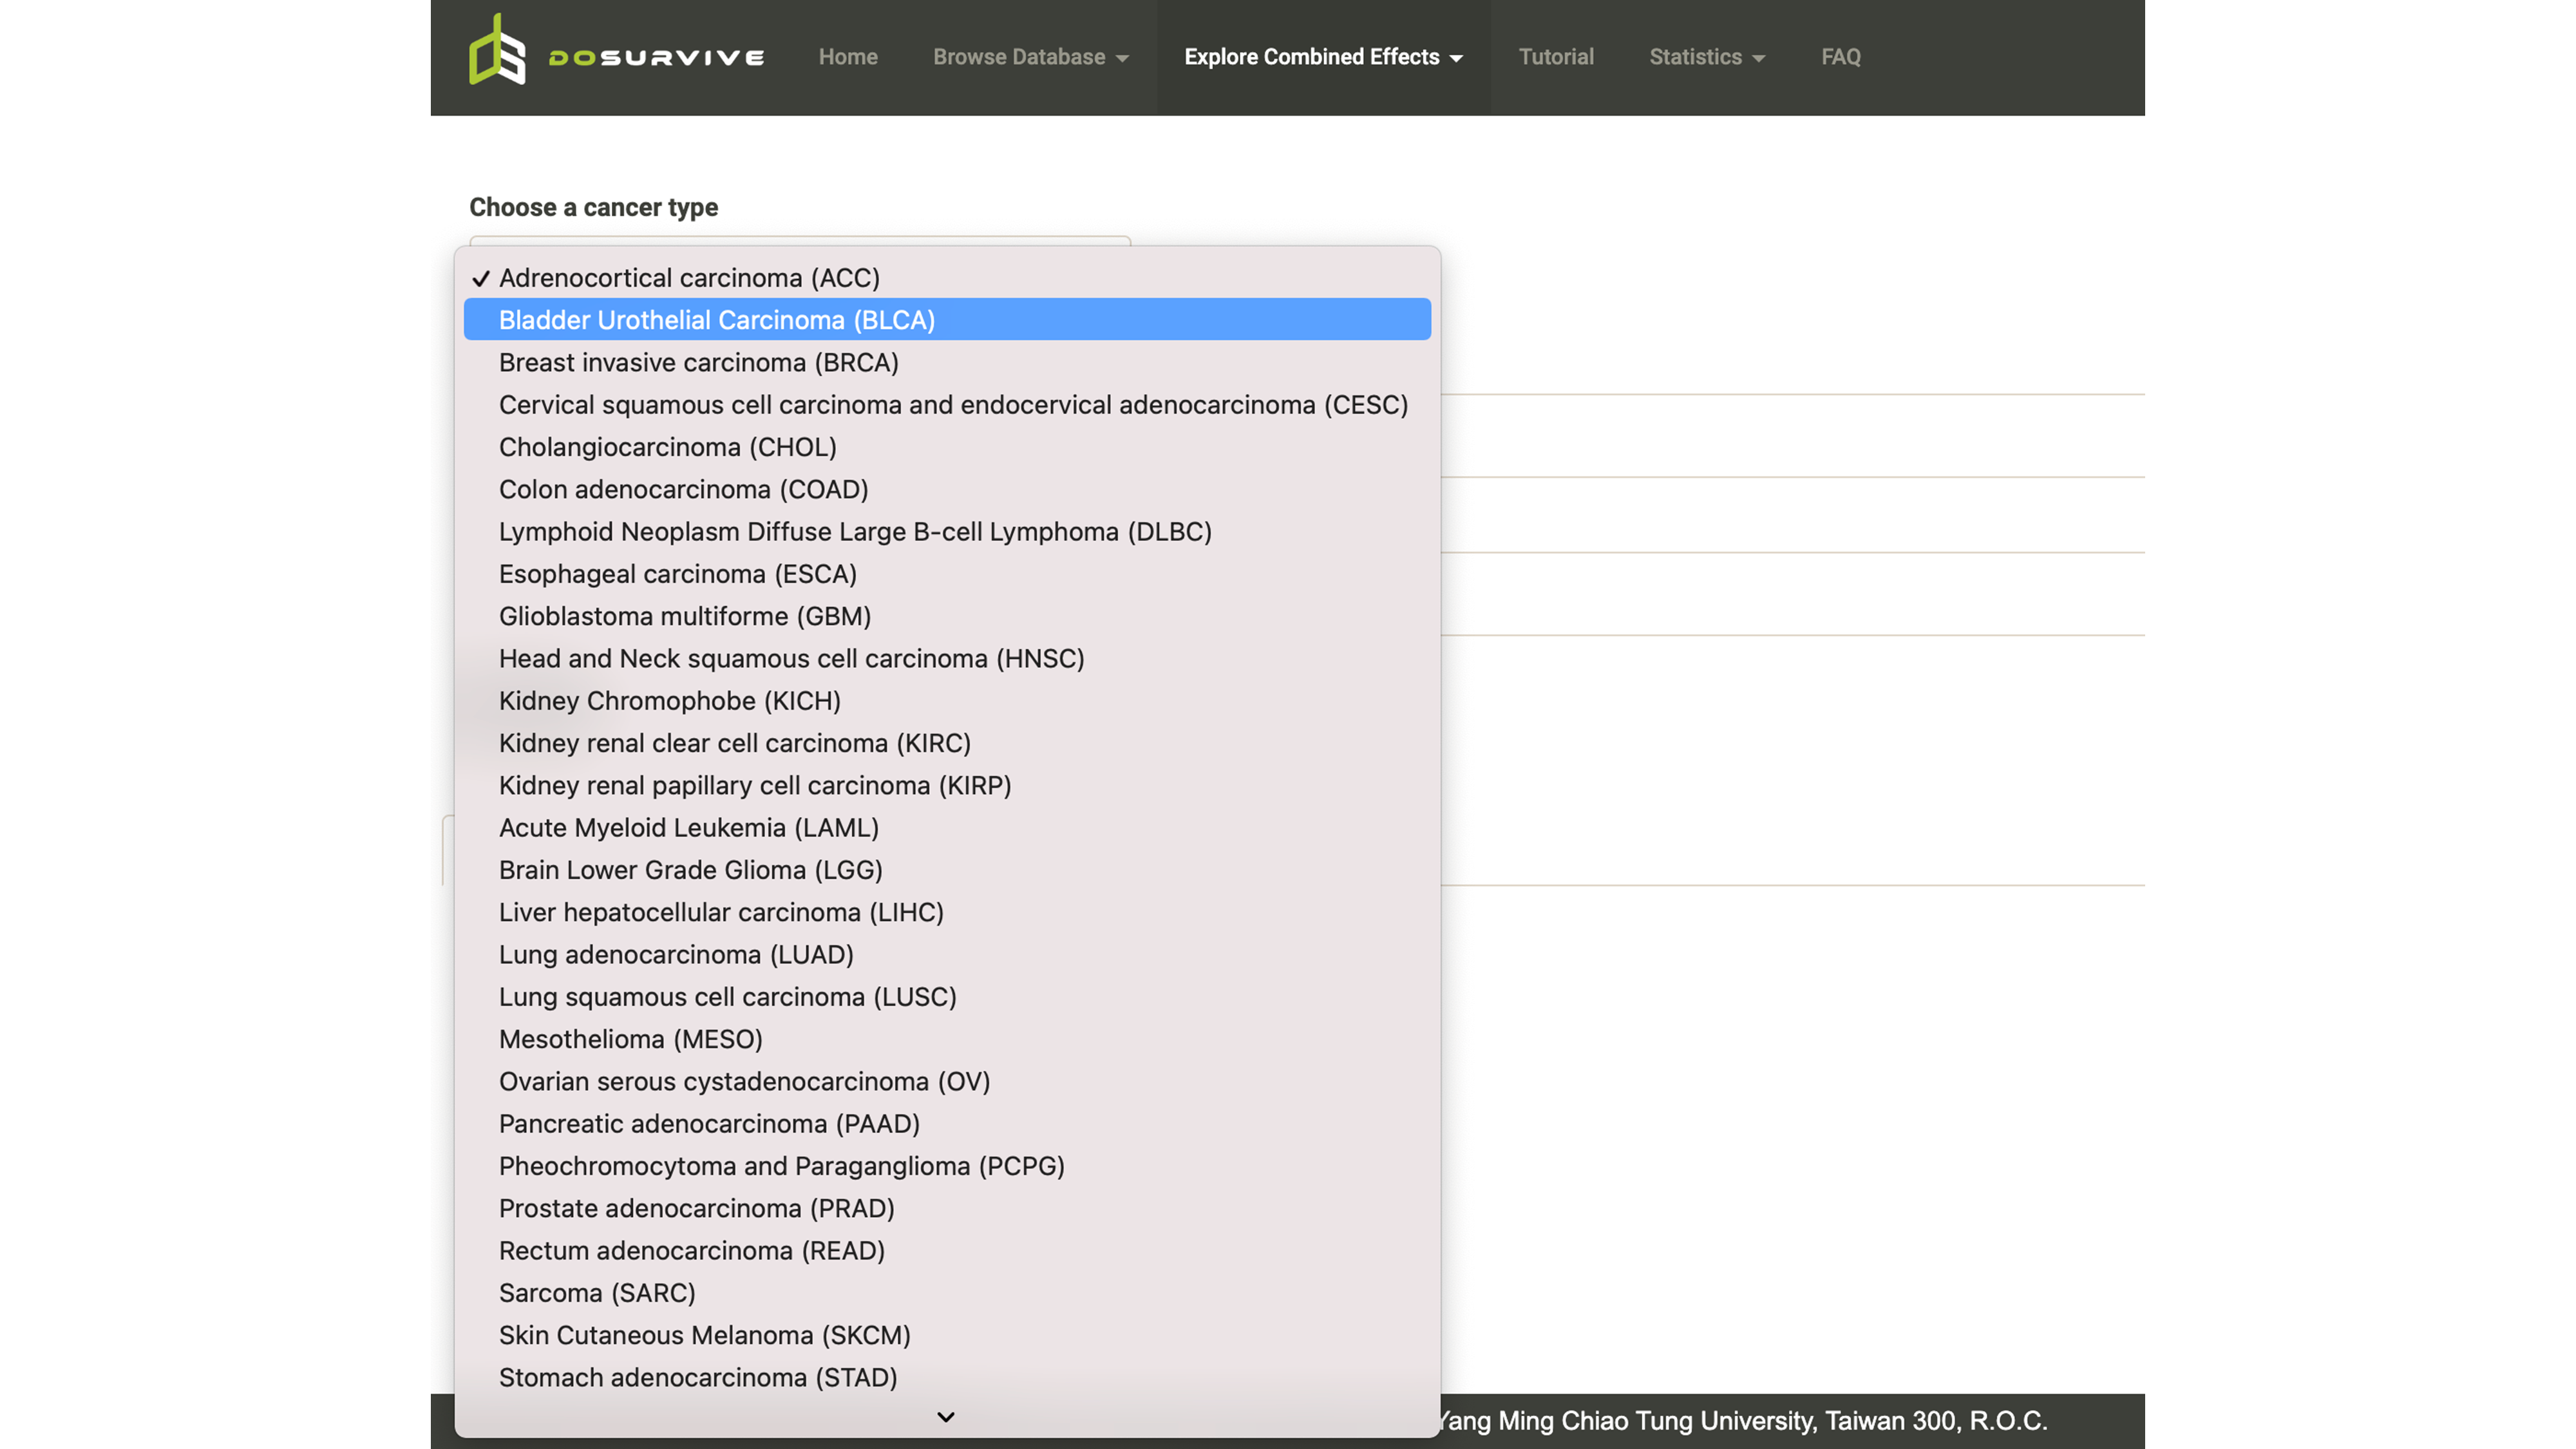 DOSURVIVE Home Browse Database Explore Combined Effects Tutorial Statistics FAQ
Choose a cancer type
✓ Adrenocortical carcinoma (ACC)
Bladder Urothelial Carcinoma (BLCA)
Breast invasive carcinoma (BRCA)
Cervical squamous cell carcinoma and endocervical adenocarcinoma (CESC)
Cholangiocarcinoma (CHOL)
Colon adenocarcinoma (COAD)
Lymphoid Neoplasm Diffuse Large B-cell Lymphoma (DLBC)
Esophageal carcinoma (ESCA)
Glioblastoma multiforme (GBM)
Head and Neck squamous cell carcinoma (HNSC)
Kidney Chromophobe (KICH)
Kidney renal clear cell carcinoma (KIRC)
Kidney renal papillary cell carcinoma (KIRP)
Acute Myeloid Leukemia (LAML)
Brain Lower Grade Glioma (LGG)
Liver hepatocellular carcinoma (LIHC)
Lung adenocarcinoma (LUAD)
Lung squamous cell carcinoma (LUSC)
Mesothelioma (MESO)
Ovarian serous cystadenocarcinoma (OV)
Pancreatic adenocarcinoma (PAAD)
Pheochromocytoma and Paraganglioma (PCPG)
Prostate adenocarcinoma (PRAD)
Rectum adenocarcinoma (READ)
Sarcoma (SARC)
Skin Cutaneous Melanoma (SKCM)
Stomach adenocarcinoma (STAD)
Yang Ming Chiao Tung University, Taiwan 300, R.O.C.